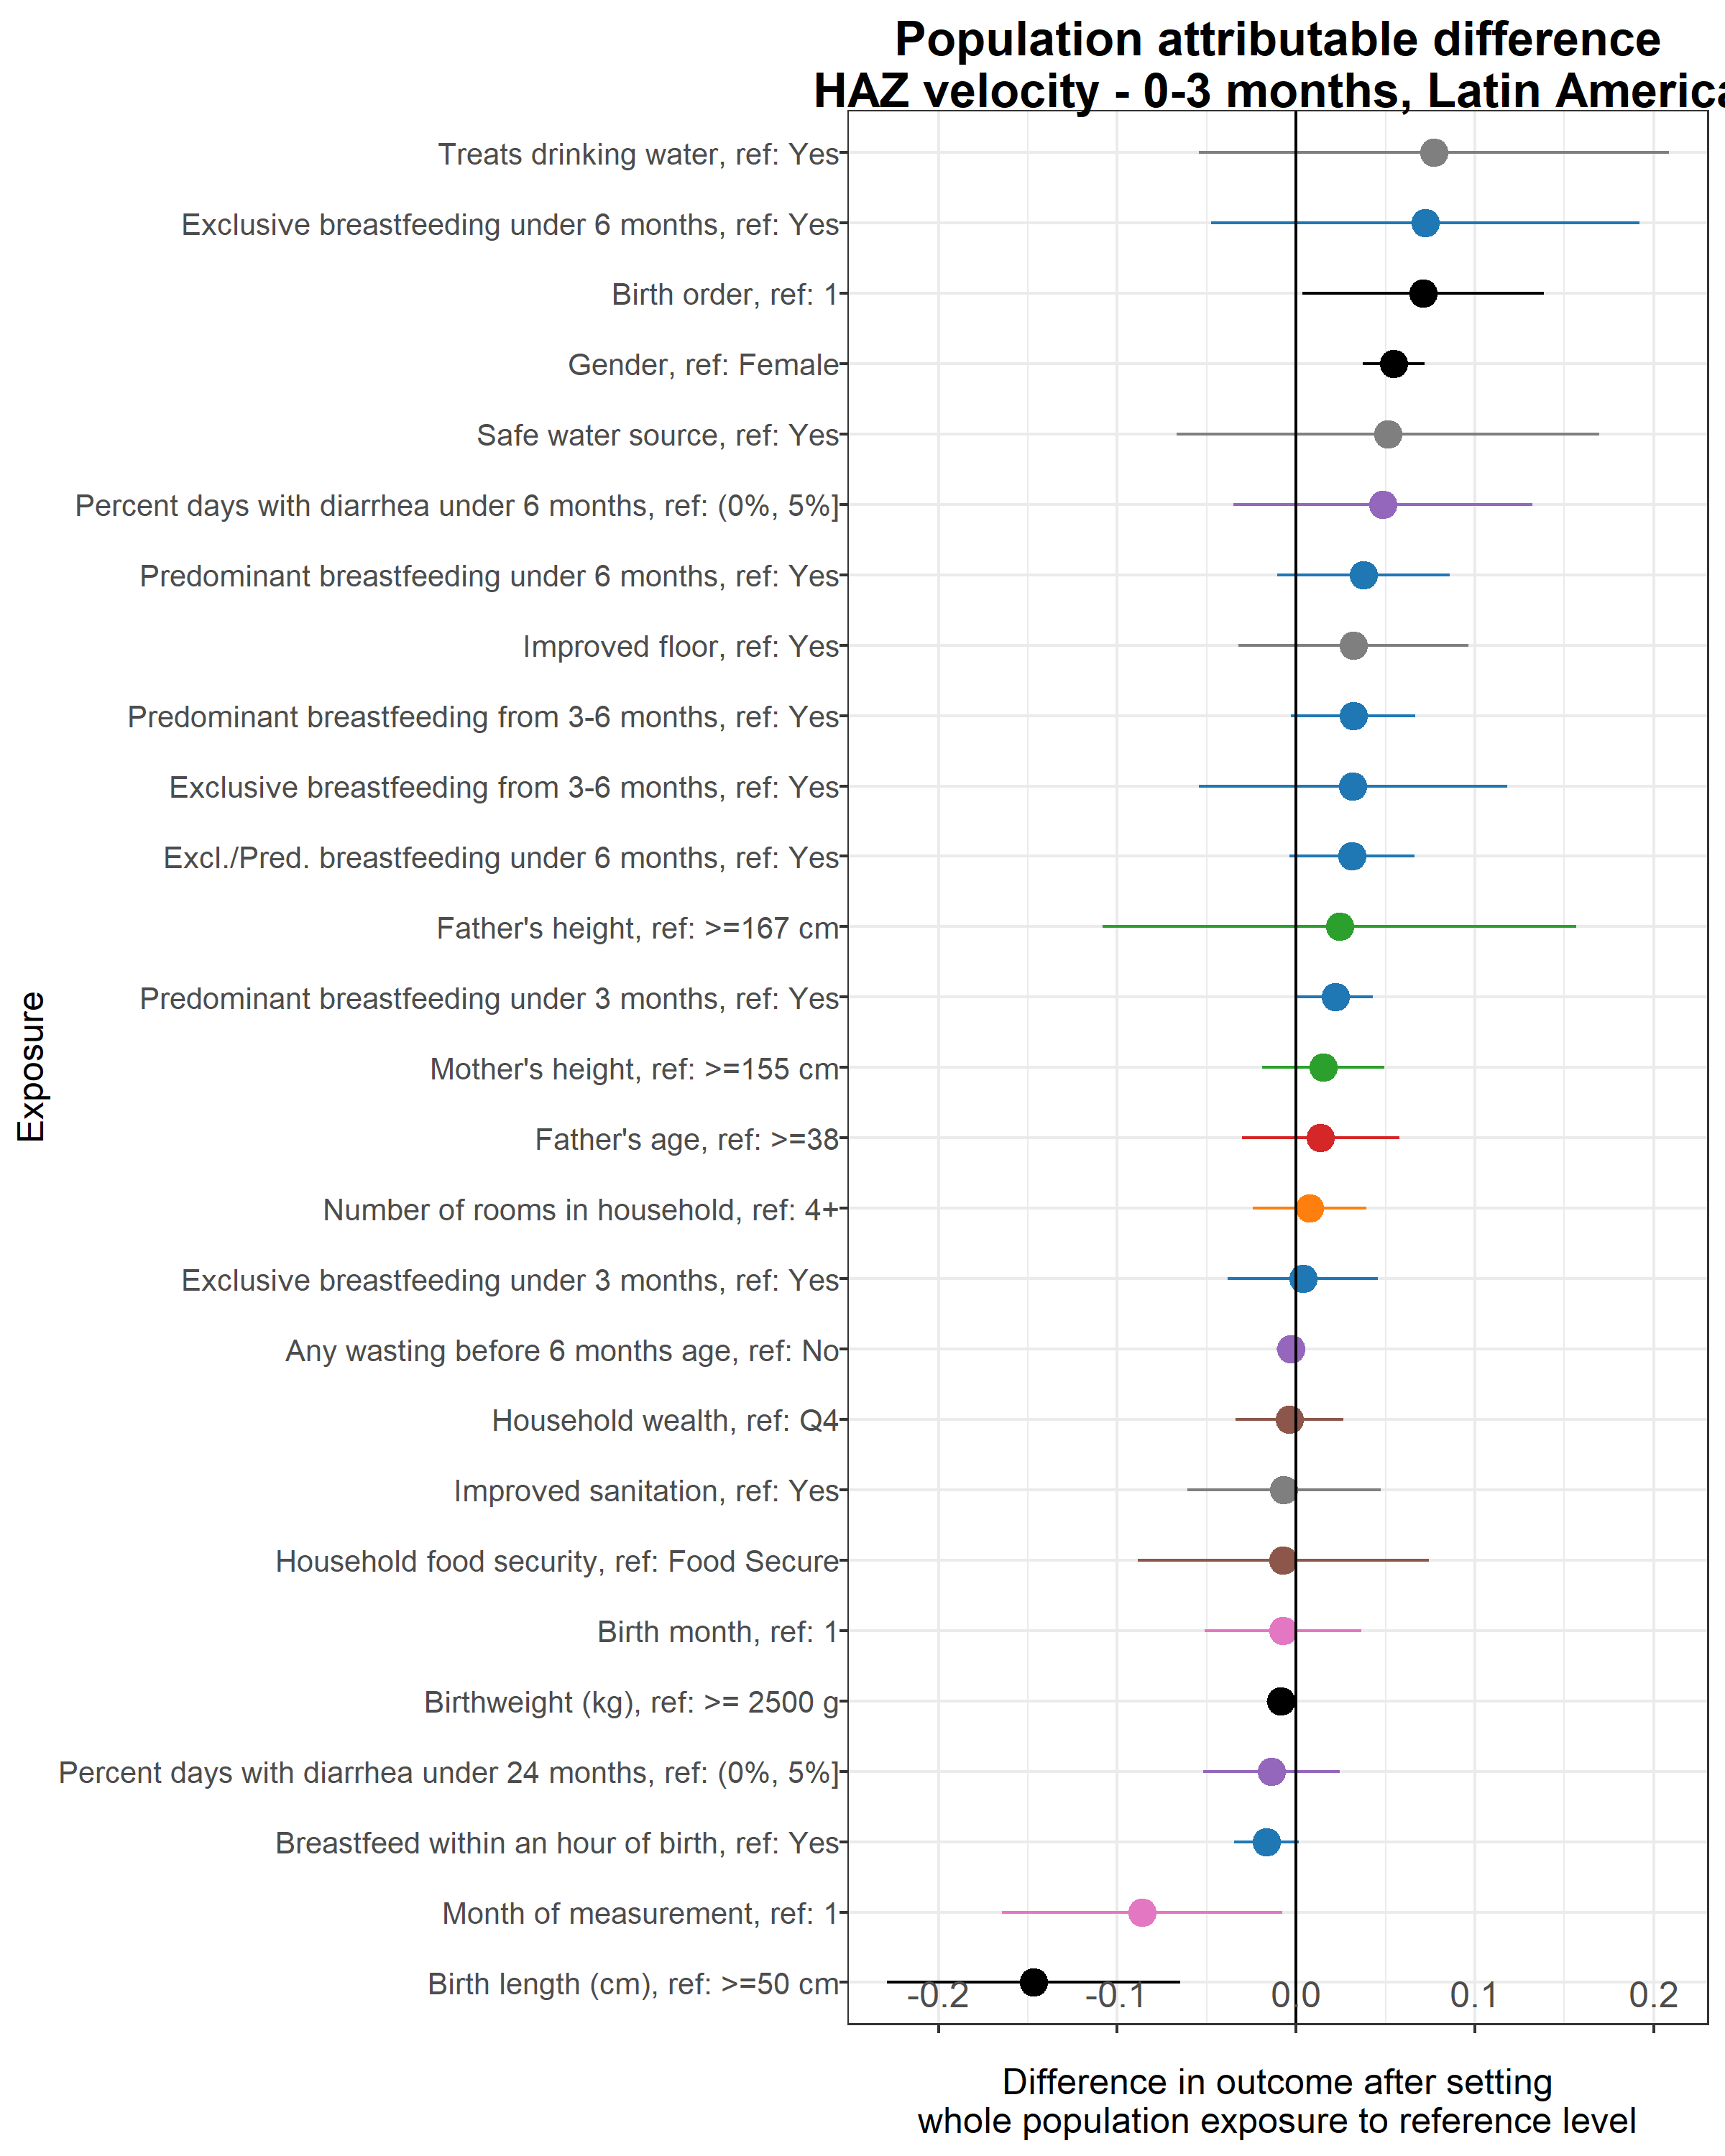 Population attributable difference
HAZ velocity - 0-3 months, Latin America
Treats drinking water, ref: Yes
Exclusive breastfeeding under 6 months, ref: Yes
Birth order, ref: 1
Gender, ref: Female
Safe water source, ref: Yes
Percent days with diarrhea under 6 months, ref: (0%, 5%]
Predominant breastfeeding under 6 months, ref: Yes
Improved floor, ref: Yes
Predominant breastfeeding from 3-6 months, ref: Yes
Exclusive breastfeeding from 3-6 months, ref: Yes
Excl./Pred. breastfeeding under 6 months, ref: Yes
Father's height, ref: >=167 cm
Predominant breastfeeding under 3 months, ref: Yes
Mother's height, ref: >=155 cm
Father's age, ref: >=38
Number of rooms in household, ref: 4+
Exclusive breastfeeding under 3 months, ref: Yes
Any wasting before 6 months age, ref: No
Household wealth, ref: Q4
Improved sanitation, ref: Yes
Household food security, ref: Food Secure
Birth month, ref: 1
Birthweight (kg), ref: >= 2500 g
Percent days with diarrhea under 24 months, ref: (0%, 5%]
Breastfeed within an hour of birth, ref: Yes
Month of measurement, ref: 1
Birth length (cm), ref: >=50 cm
Exposure
-0.2 -0.1 0.0 0.1 0.2
Difference in outcome after setting
whole population exposure to reference level